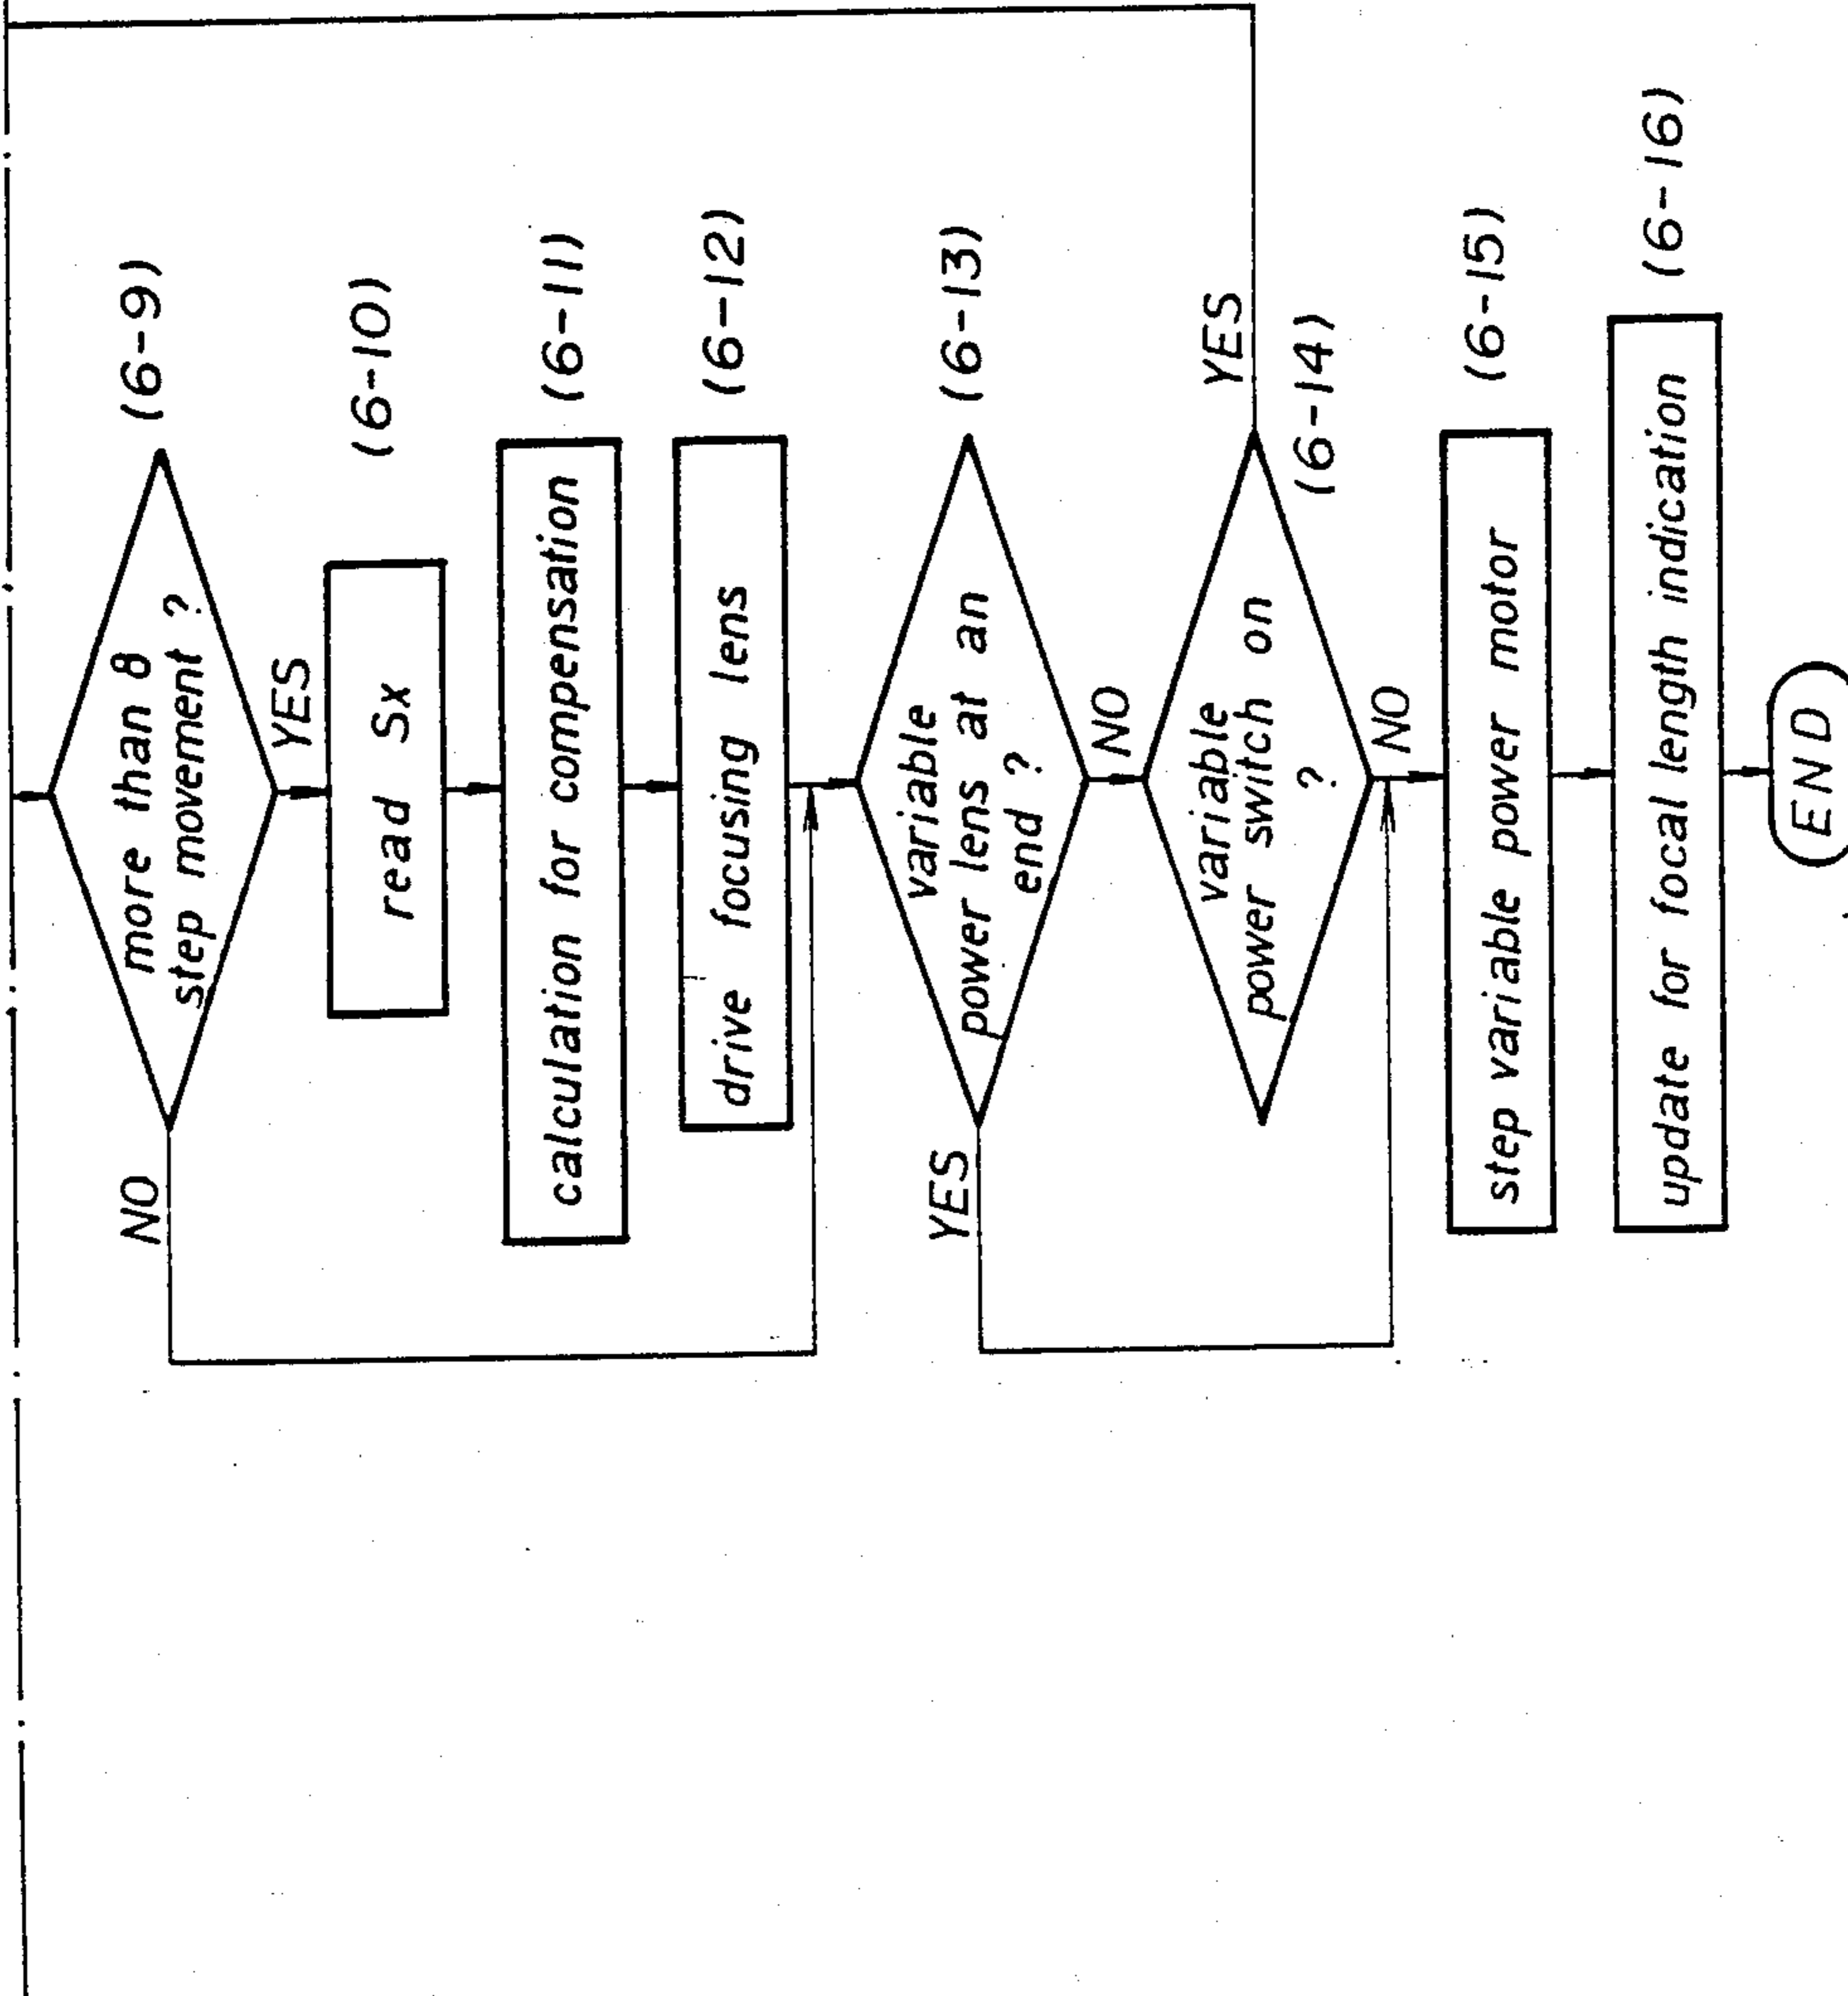 more than 8
step movement ?
(6-9)
NO
YES
read Sx
(6-10)
calculation for compensation
(6-11)
drive focusing lens
(6-12)
variable
power lens at an
end ?
(6-13)
YES
NO
variable
power switch on
?
YES
(6-14)
NO
step variable power motor
(6-15)
update for focal length indication
(6-16)
END